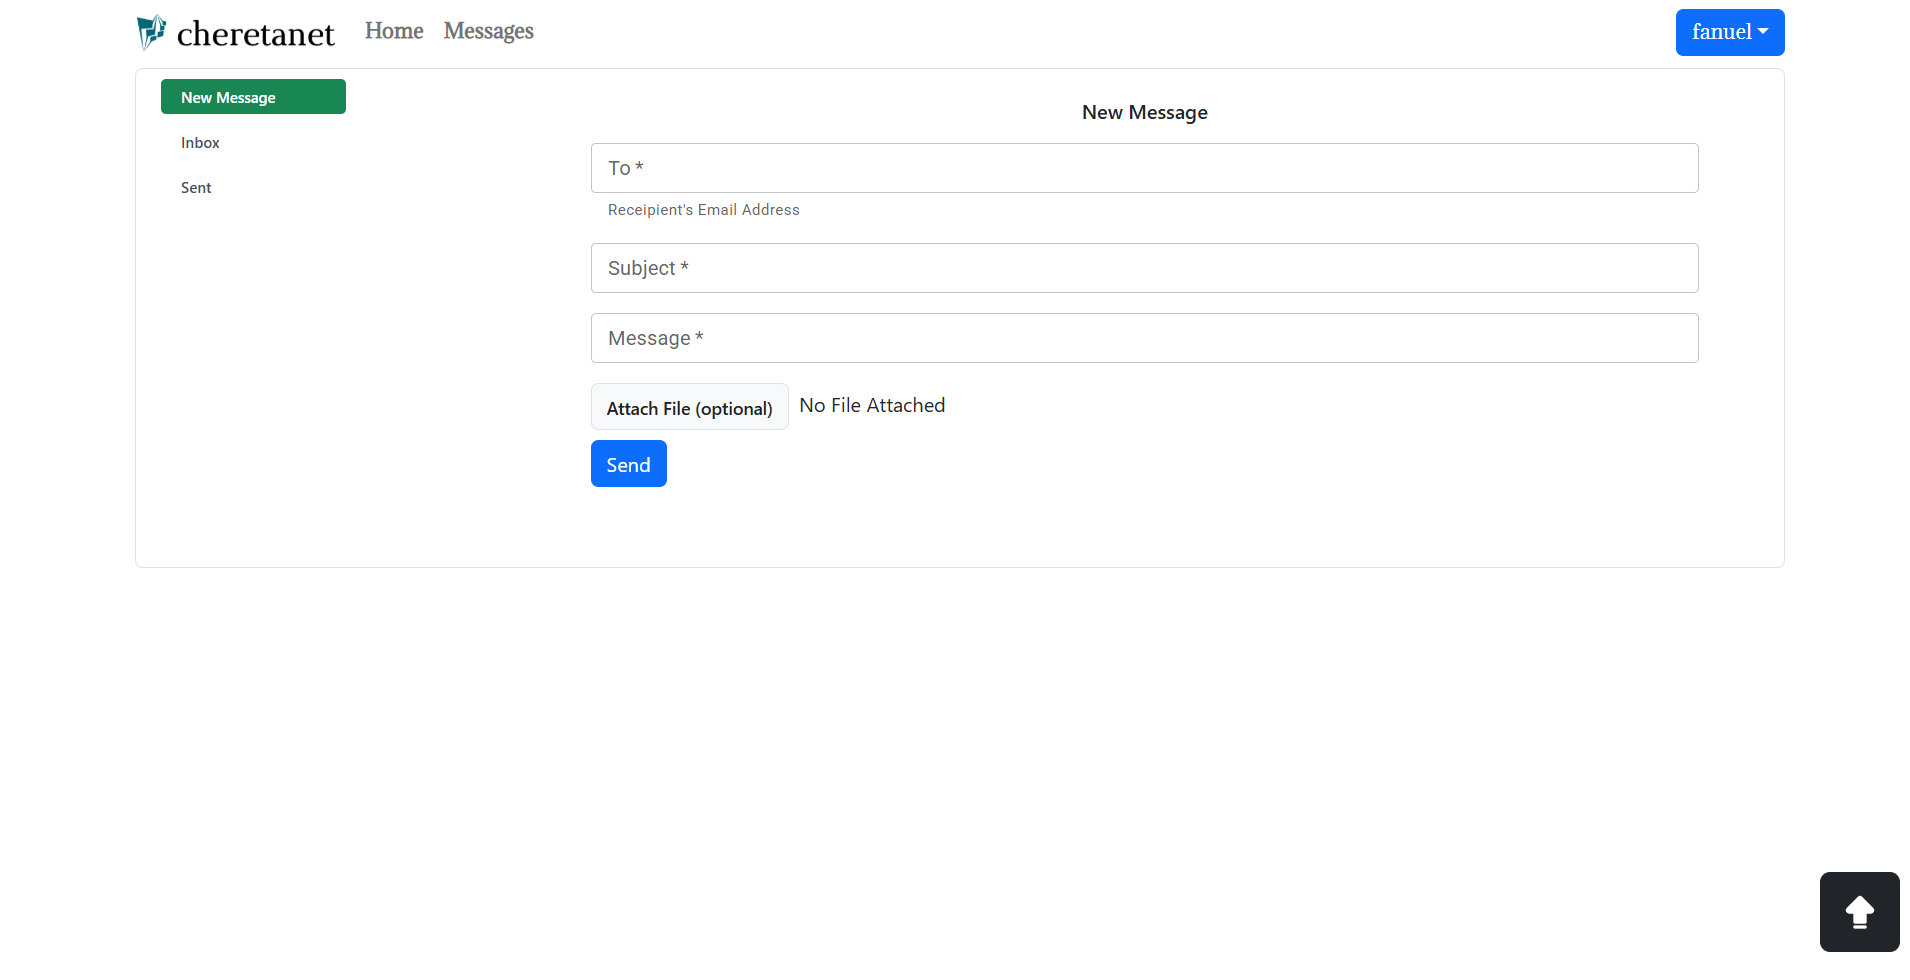 cheretanet Home Messages fanuel
New Message
Inbox
Sent
New Message
To *
Receipient's Email Address
Subject *
Message *
Attach File (optional) No File Attached
Send